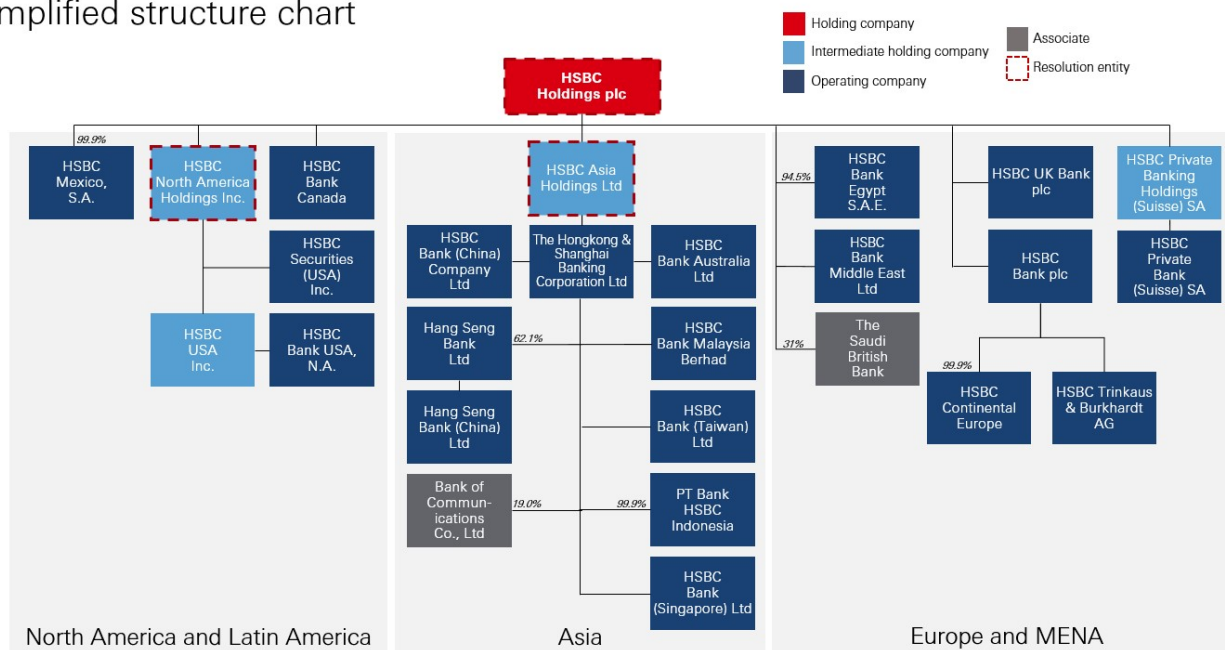 mplified structure chart
Holding company
Intermediate holding company
Operating company
Associate
Resolution entity
HSBC
Holdings plc
99.9%
HSBC
Mexico,
S.A.
HSBC
North America
Holdings Inc.
HSBC
Bank
Canada
HSBC
Securities
(USA)
Inc.
HSBC
USA
Inc.
HSBC
Bank USA,
N.A.
North America and Latin America
HSBC Asia
Holdings Ltd
HSBC
Bank (China)
Company
Ltd
The Hongkong &
Shanghai
Banking
Corporation Ltd
HSBC
Bank Australia
Ltd
Hang Seng
Bank
Ltd
62.1%
HSBC
Bank Malaysia
Berhad
Hang Seng
Bank (China)
Ltd
HSBC
Bank (Taiwan)
Ltd
Bank of
Commun-
ications
Co., Ltd
19.0%
99.9%
PT Bank
HSBC
Indonesia
HSBC
Bank
(Singapore) Ltd
Asia
94.5%
HSBC
Bank
Egypt
S.A.E.
HSBC UK Bank
plc
HSBC Private
Banking
Holdings
(Suisse) SA
HSBC
Bank
Middle East
Ltd
HSBC
Bank plc
HSBC
Private
Bank
(Suisse) SA
31%
The
Saudi
British
Bank
99.9%
HSBC
Continental
Europe
HSBC Trinkaus
& Burkhardt
AG
Europe and MENA